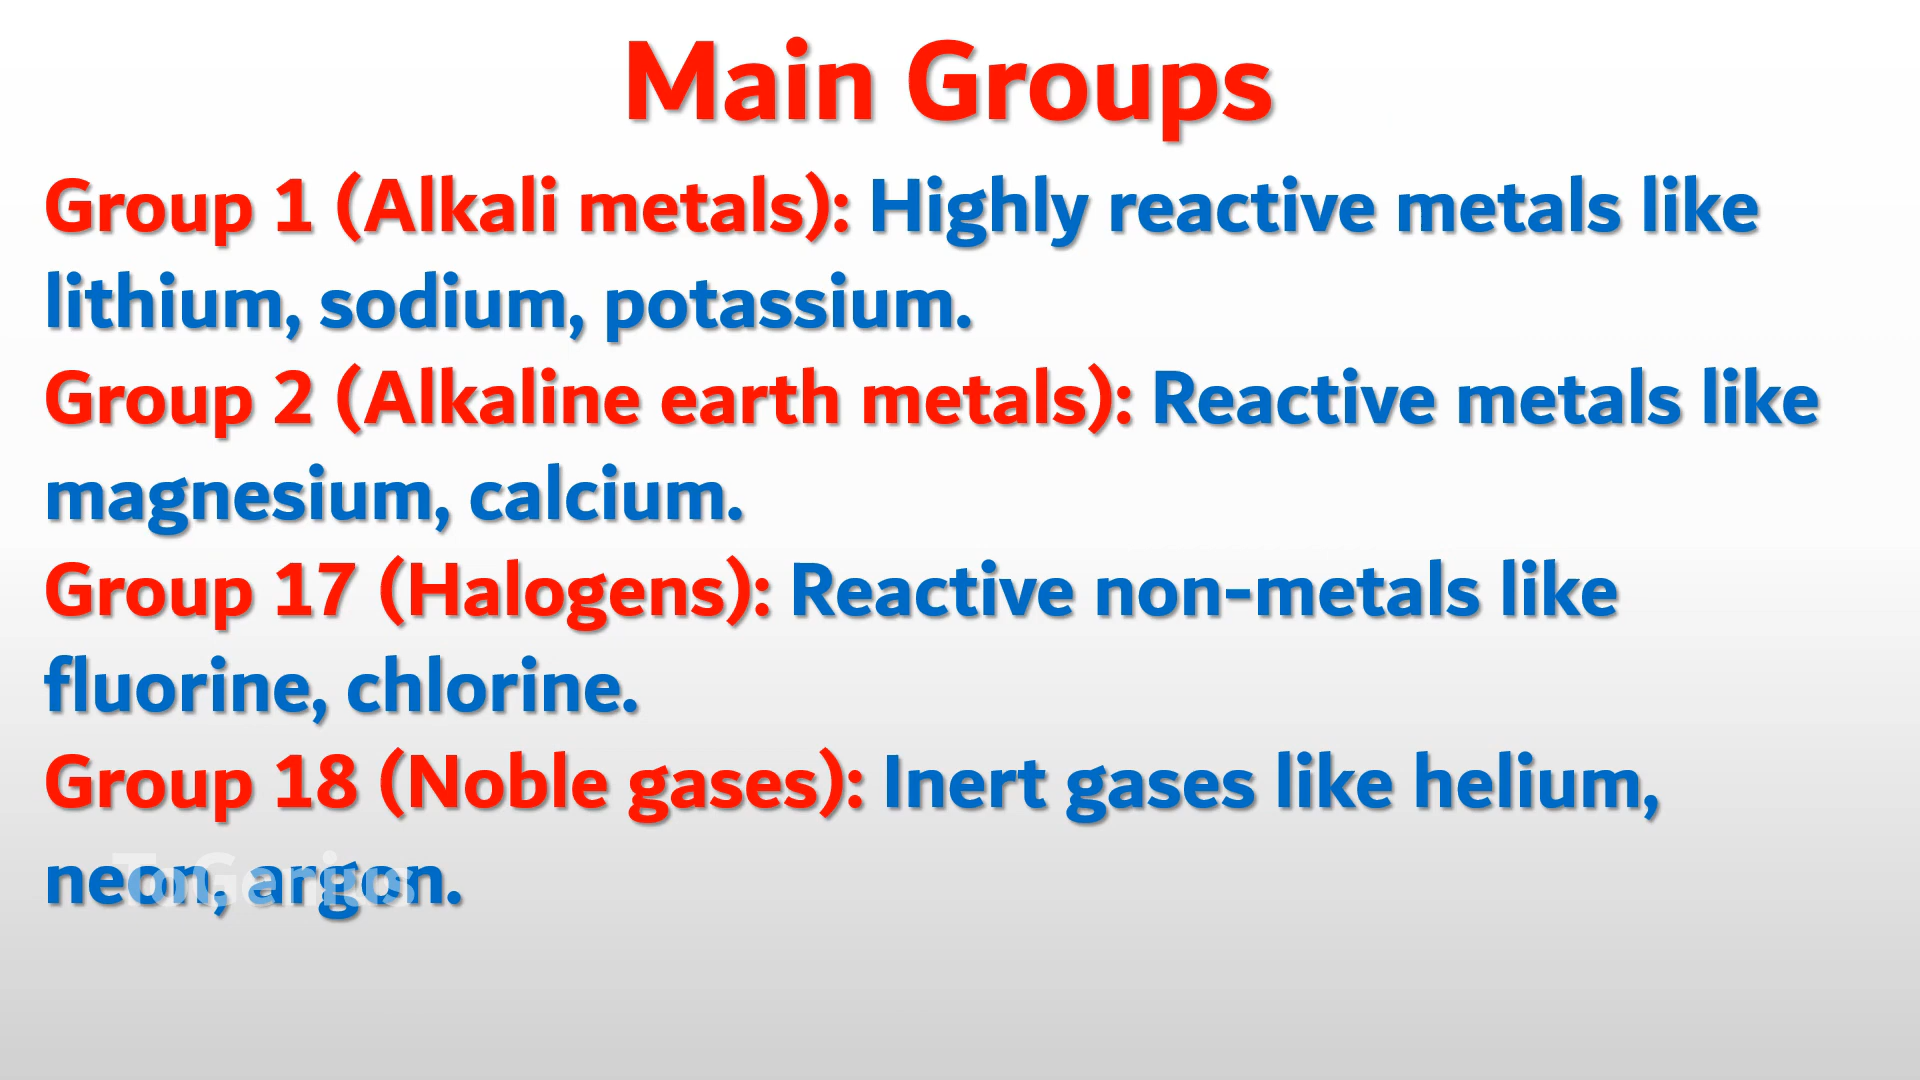 Main Groups
Group 1 (Alkali metals): Highly reactive metals like
lithium, sodium, potassium.
Group 2 (Alkaline earth metals): Reactive metals like
magnesium, calcium.
Group 17 (Halogens): Reactive non-metals like
fluorine, chlorine.
Group 18 (Noble gases): Inert gases like helium,
neon, argon.
ToGenius